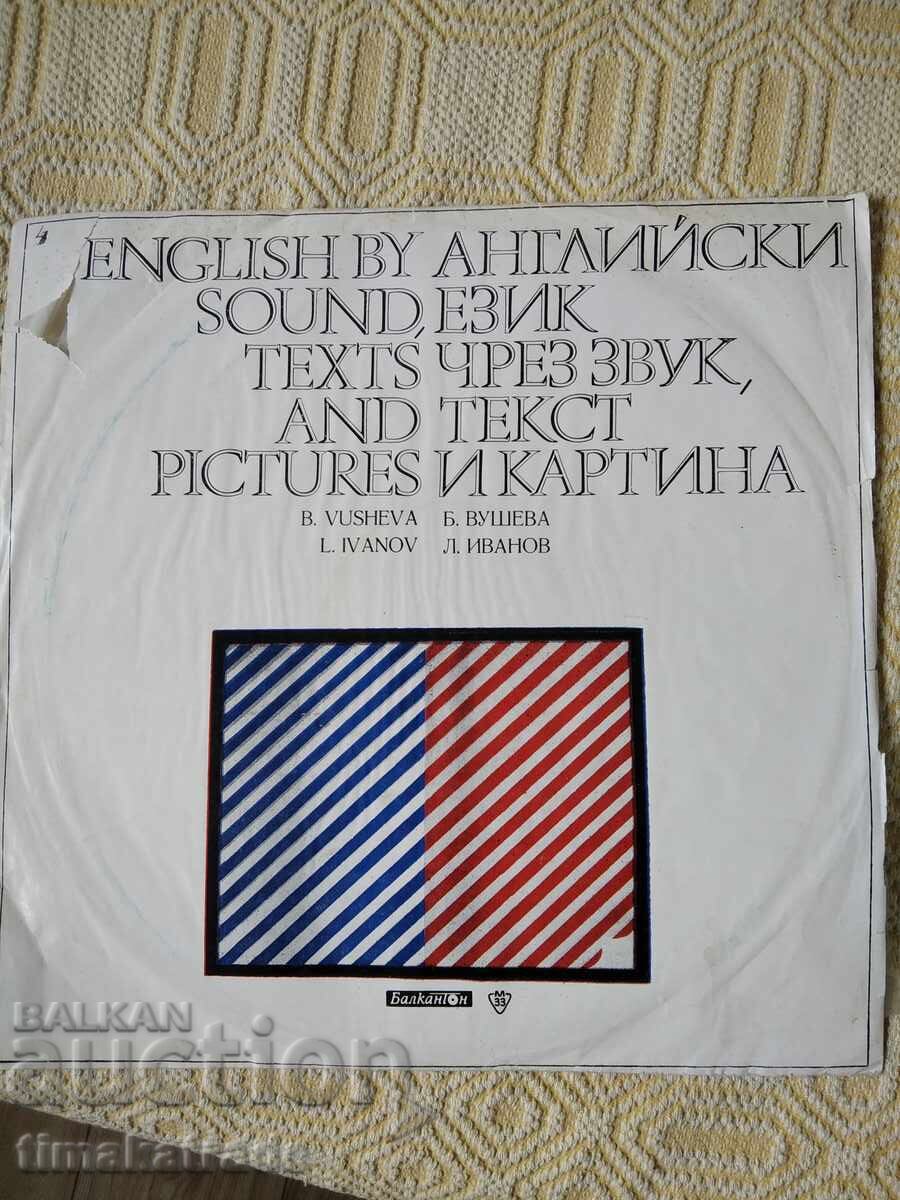 4
ENGLISH BY
SOUND,
TEXTS
AND
PICTURES
B. VUSHEVA
L. IVANOV
АНГЛИЙСКИ
ЕЗИК
ЧРЕЗ ЗВУК,
ТЕКСТ
И КАРТИНА
Б. ВУШЕВА
Л. ИВАНОВ
Балкантон
М
33
BALKAN
auction
timakatrade